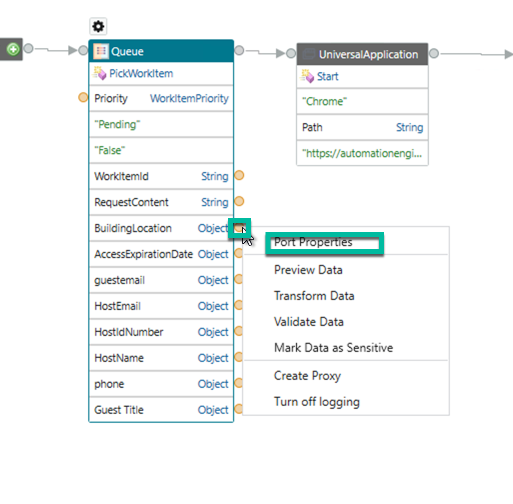 Queue
PickWorkItem
Priority WorkItemPriority
"Pending"
"False"
WorkItemId String
RequestContent String
BuildingLocation Object
AccessExpirationDate Object
guestemail Object
HostEmail Object
HostIdNumber Object
HostName Object
phone Object
Guest Title Object
UniversalApplication
Start
"Chrome"
Path String
"https://automationengi...
Port Properties
Preview Data
Transform Data
Validate Data
Mark Data as Sensitive
Create Proxy
Turn off logging